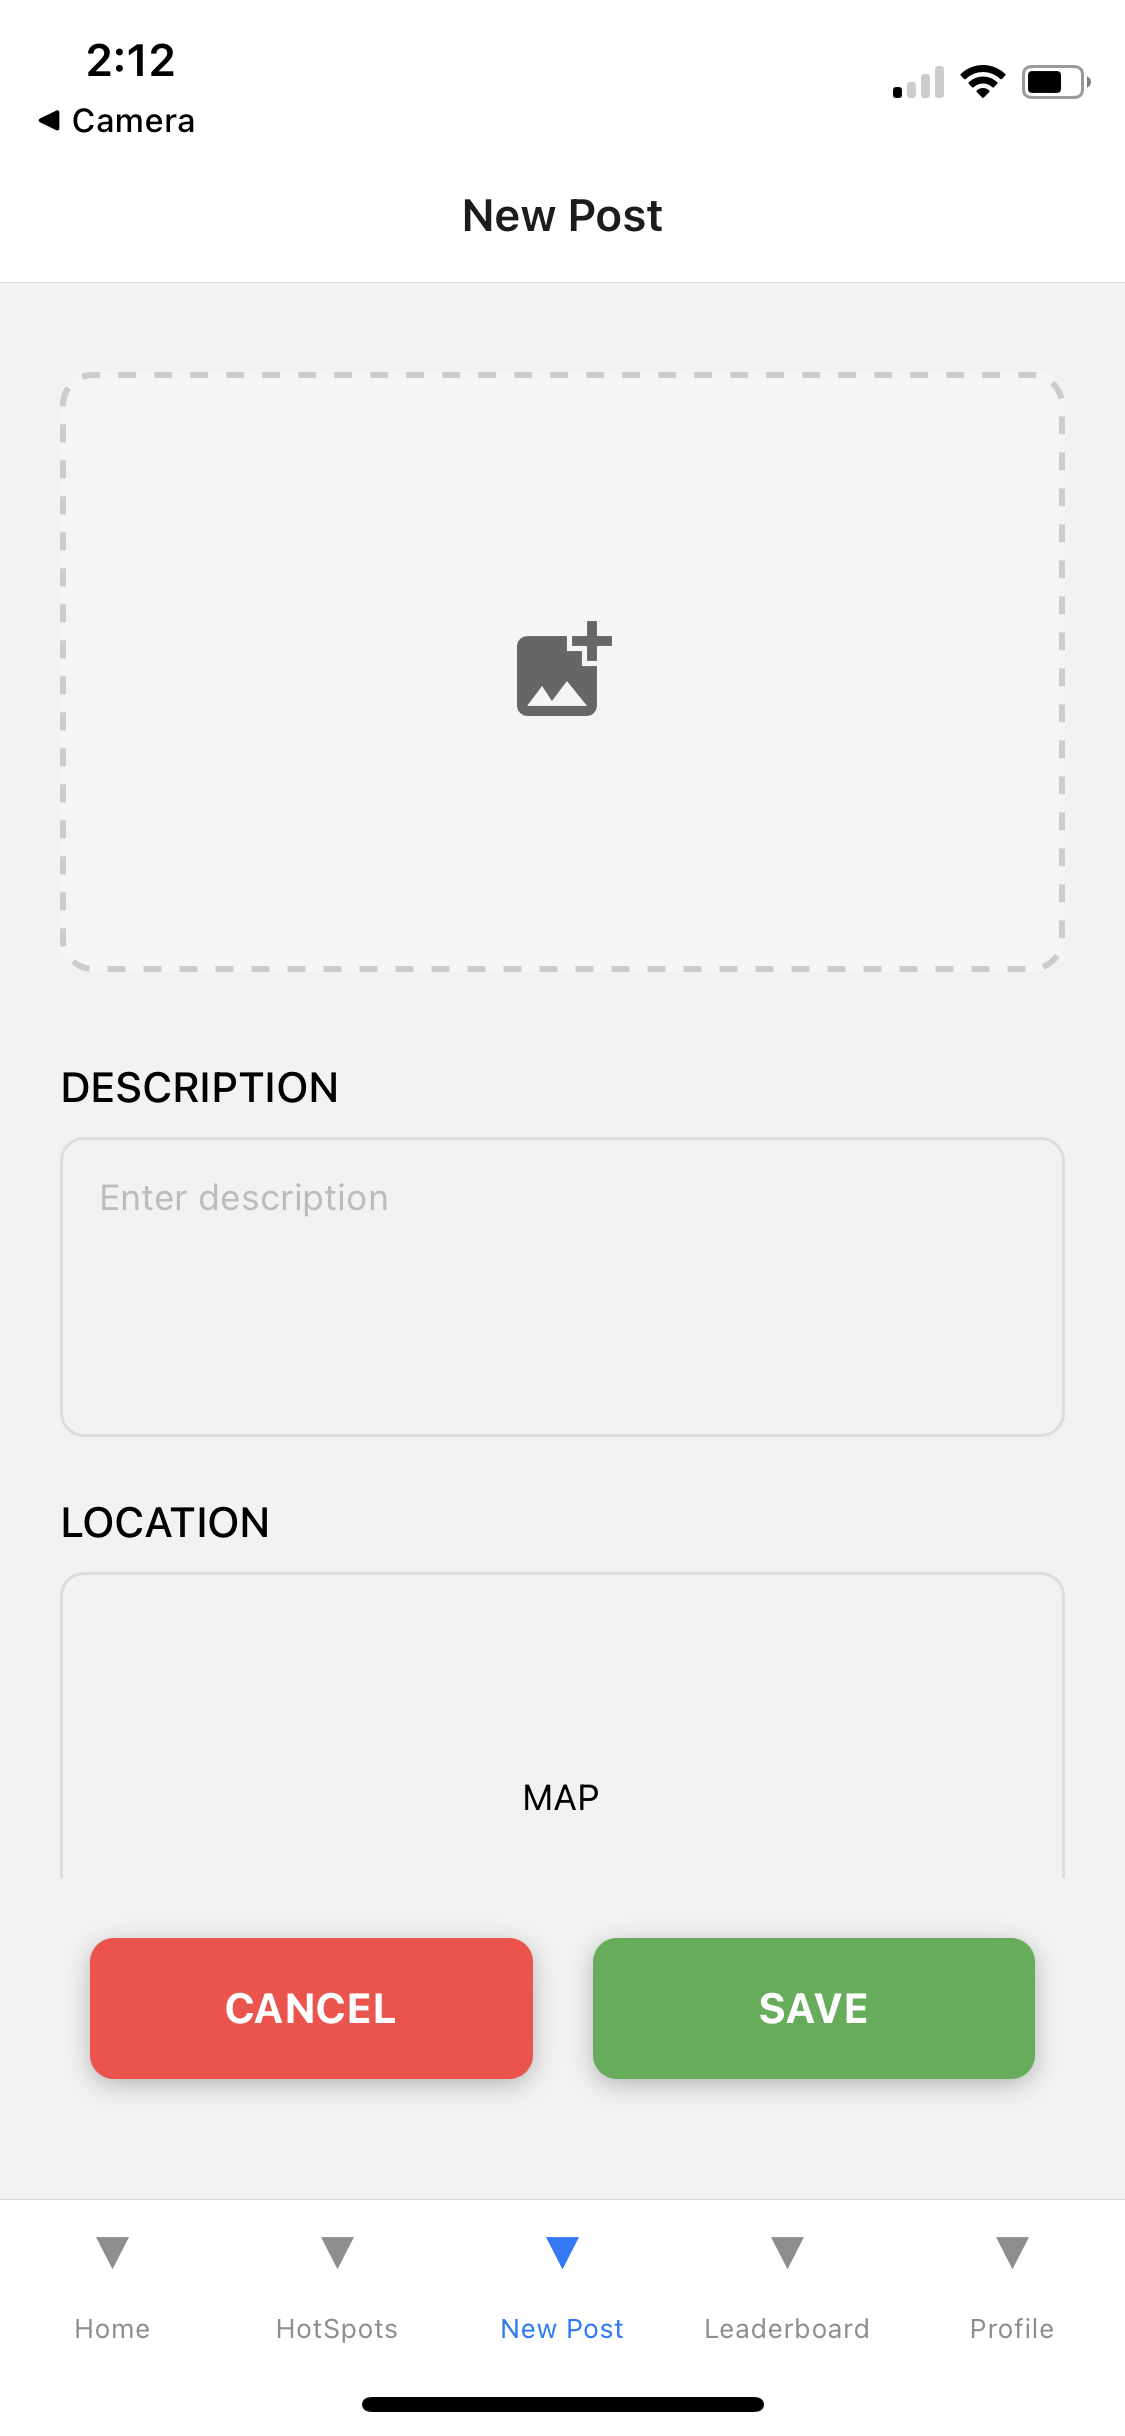 2:12
Camera
New Post
DESCRIPTION
Enter description
LOCATION
MAP
CANCEL
SAVE
Home
HotSpots
New Post
Leaderboard
Profile